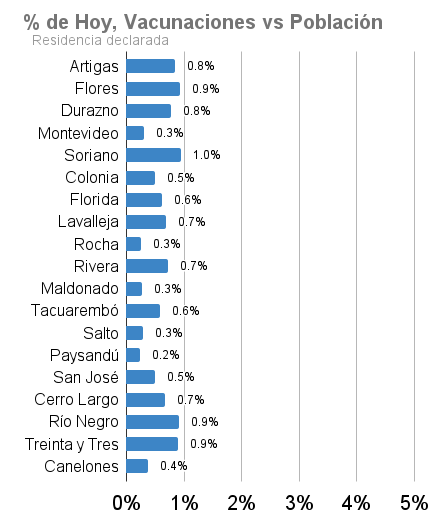 % de Hoy, Vacunaciones vs Población
Residencia declarada
Artigas 0.8%
Flores 0.9%
Durazno 0.8%
Montevideo 0.3%
Soriano 1.0%
Colonia 0.5%
Florida 0.6%
Lavalleja 0.7%
Rocha 0.3%
Rivera 0.7%
Maldonado 0.3%
Tacuarembó 0.6%
Salto 0.3%
Paysandú 0.2%
San José 0.5%
Cerro Largo 0.7%
Río Negro 0.9%
Treinta y Tres 0.9%
Canelones 0.4%
0% 1% 2% 3% 4% 5%